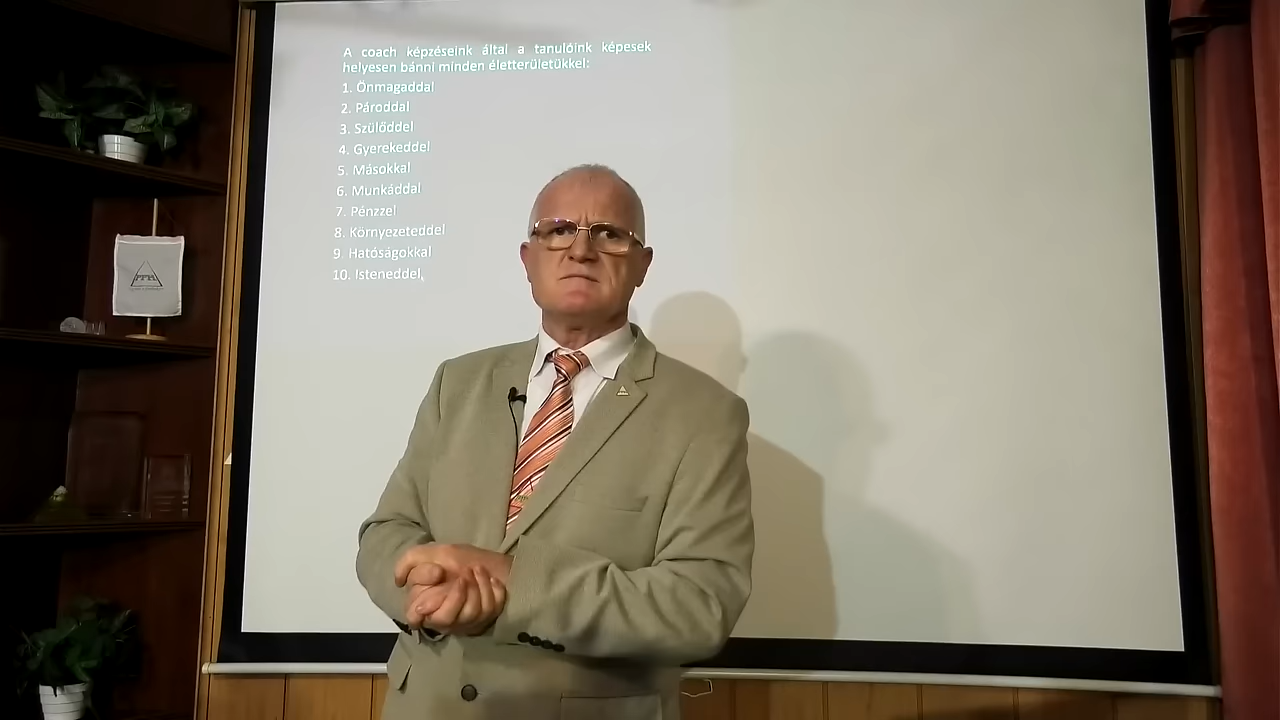 A coach képzéseink által a tanulóink képesek
helyesen bánni minden életterületükkel:
1. Önmagaddal
2. Pároddal
3. Szülőddel
4. Gyerekeddel
5. Másokkal
6. Munkáddal
7. Pénzzel
8. Környezeteddel
9. Hatóságokkal
10. Isteneddel,